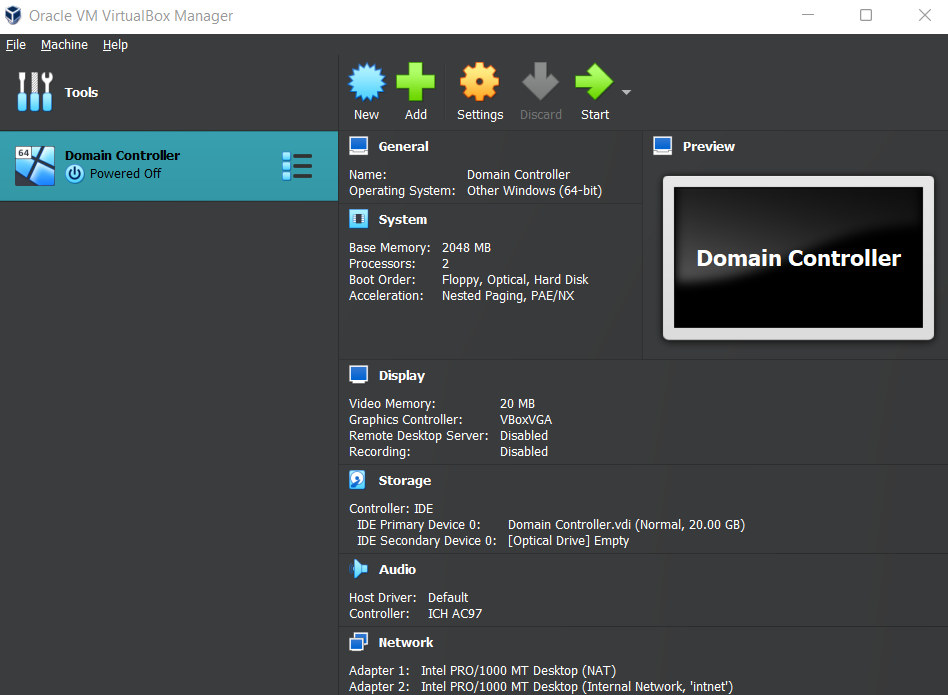 Oracle VM VirtualBox Manager
File Machine Help
Tools
New Add Settings Discard Start
64
Domain Controller
Powered Off
General
Name: Domain Controller
Operating System: Other Windows (64-bit)
Preview
Domain Controller
System
Base Memory: 2048 MB
Processors: 2
Boot Order: Floppy, Optical, Hard Disk
Acceleration: Nested Paging, PAE/NX
Display
Video Memory: 20 MB
Graphics Controller: VBoxVGA
Remote Desktop Server: Disabled
Recording: Disabled
Storage
Controller: IDE
IDE Primary Device 0: Domain Controller.vdi (Normal, 20.00 GB)
IDE Secondary Device 0: [Optical Drive] Empty
Audio
Host Driver: Default
Controller: ICH AC97
Network
Adapter 1: Intel PRO/1000 MT Desktop (NAT)
Adapter 2: Intel PRO/1000 MT Desktop (Internal Network, 'intnet')